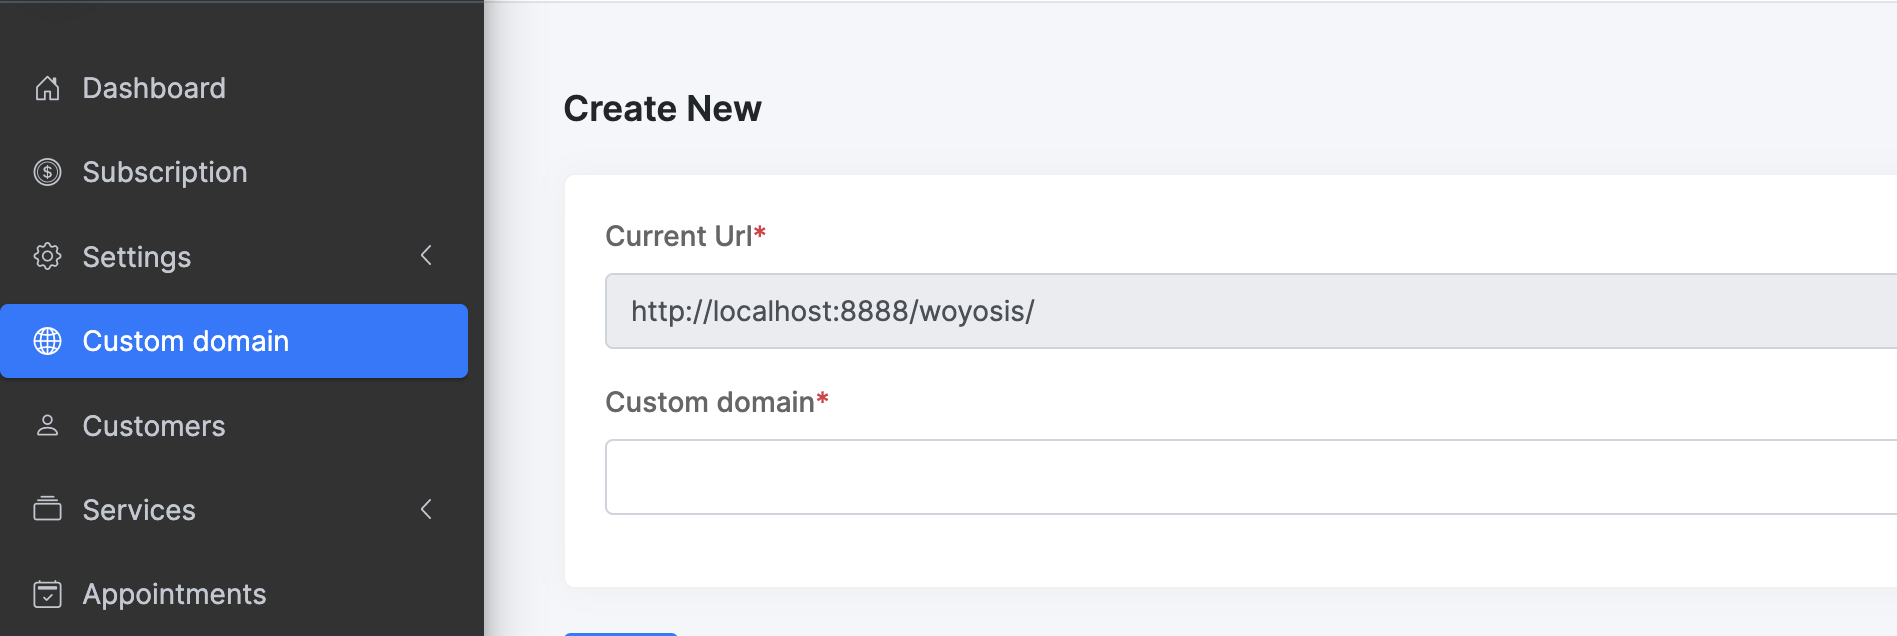 Dashboard
Subscription
Settings
Custom domain
Customers
Services
Appointments
Create New
Current Url*
http://localhost:8888/woyosis/
Custom domain*